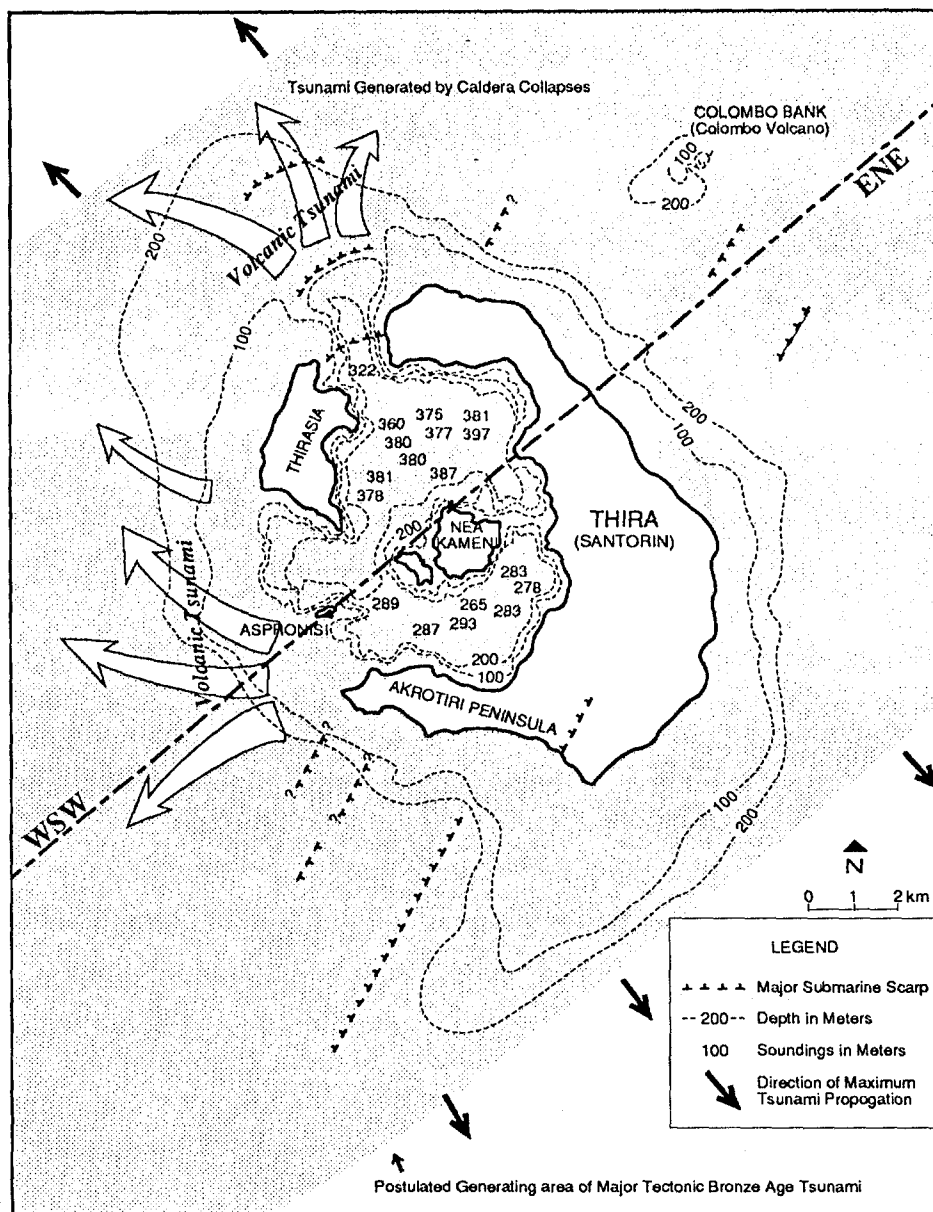 Tsunami Generated by Caldera Collapses
COLOMBO BANK
(Colombo Volcano)
100
200
ENE
Volcanic Tsunami
200
?
100
322
THIRASIA
360 375 381
377 397
380
380
381 387
378
200
100
200
NEA
KAMENI
THIRA
(SANTORIN)
283
278
289 265 283
293
287
ASPRONISI
Volcanic Tsunami
200
100
AKROTIRI PENINSULA
WSW
?
?
?
?
100
200
N
0 1 2 km
LEGEND
Major Submarine Scarp
200 Depth in Meters
100 Soundings in Meters
Direction of Maximum
Tsunami Propogation
Postulated Generating area of Major Tectonic Bronze Age Tsunami